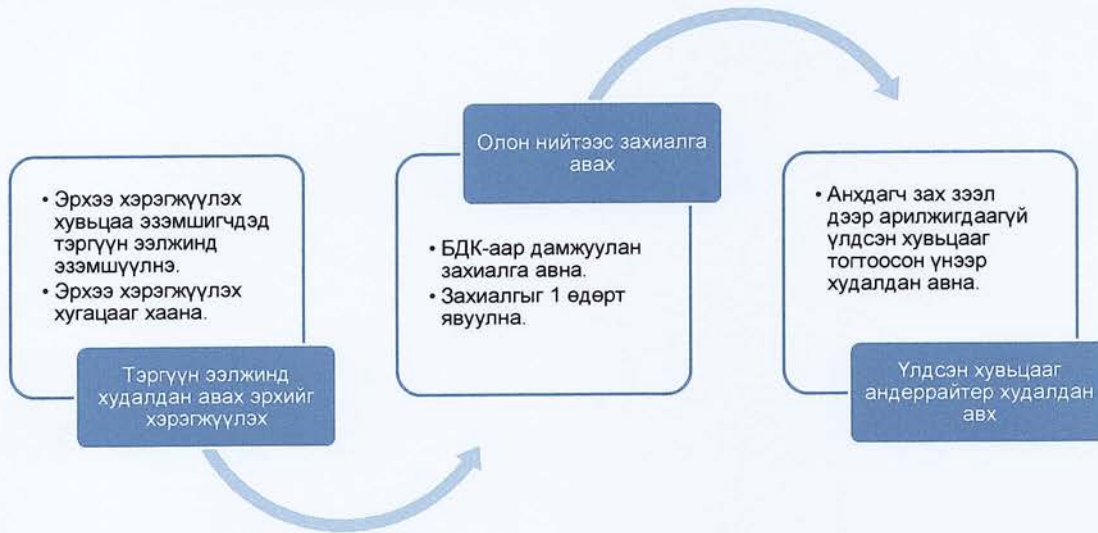 • Эрхээ хэрэгжүүлэх
хувьцаа эзэмшигчдэд
тэргүүн ээлжинд
эзэмшүүлнэ.
• Эрхээ хэрэгжүүлэх
хугацааг хаана.
Тэргүүн ээлжинд
худалдан авах эрхийг
хэрэгжүүлэх
Олон нийтээс захиалга
авах
• БДК-аар дамжуулан
захиалга авна.
• Захиалгыг 1 өдөрт
явуулна.
• Анхдагч зах зээл
дээр арилжигдаагүй
үлдсэн хувьцааг
тогтоосон үнээр
худалдан авна.
Үлдсэн хувьцааг
андеррайтер худалдан
авх